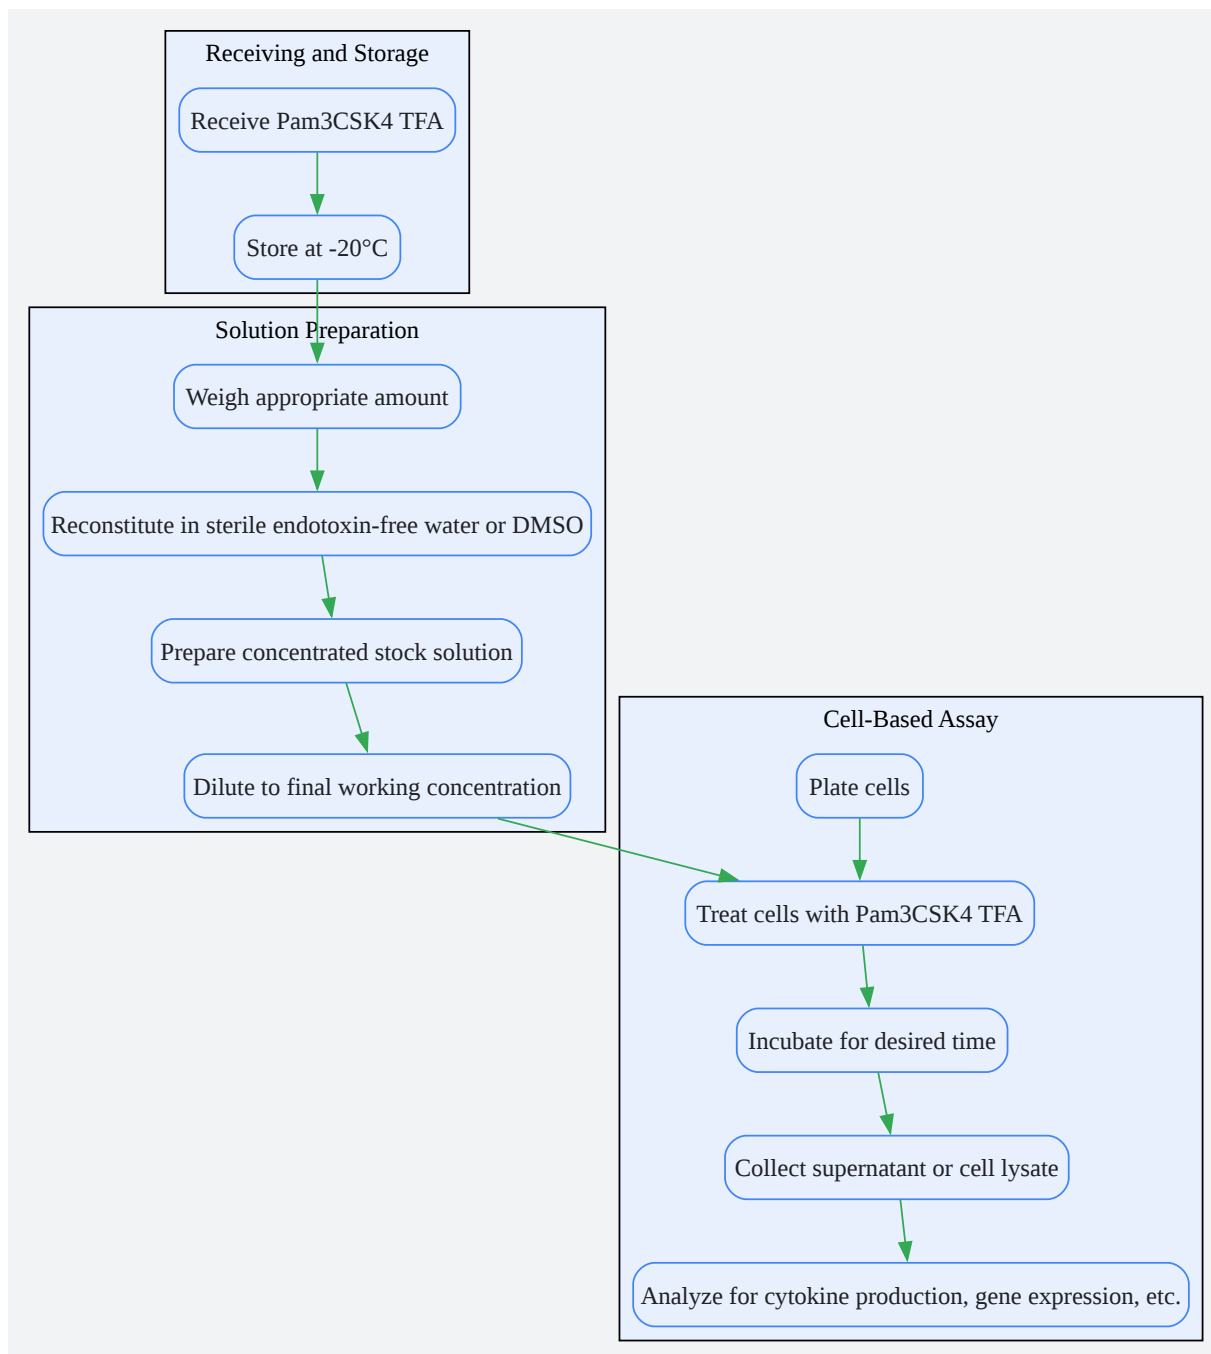 Receiving and Storage
Receive Pam3CSK4 TFA
Store at -20°C
Solution Preparation
Weigh appropriate amount
Reconstitute in sterile endotoxin-free water or DMSO
Prepare concentrated stock solution
Dilute to final working concentration
Cell-Based Assay
Plate cells
Treat cells with Pam3CSK4 TFA
Incubate for desired time
Collect supernatant or cell lysate
Analyze for cytokine production, gene expression, etc.